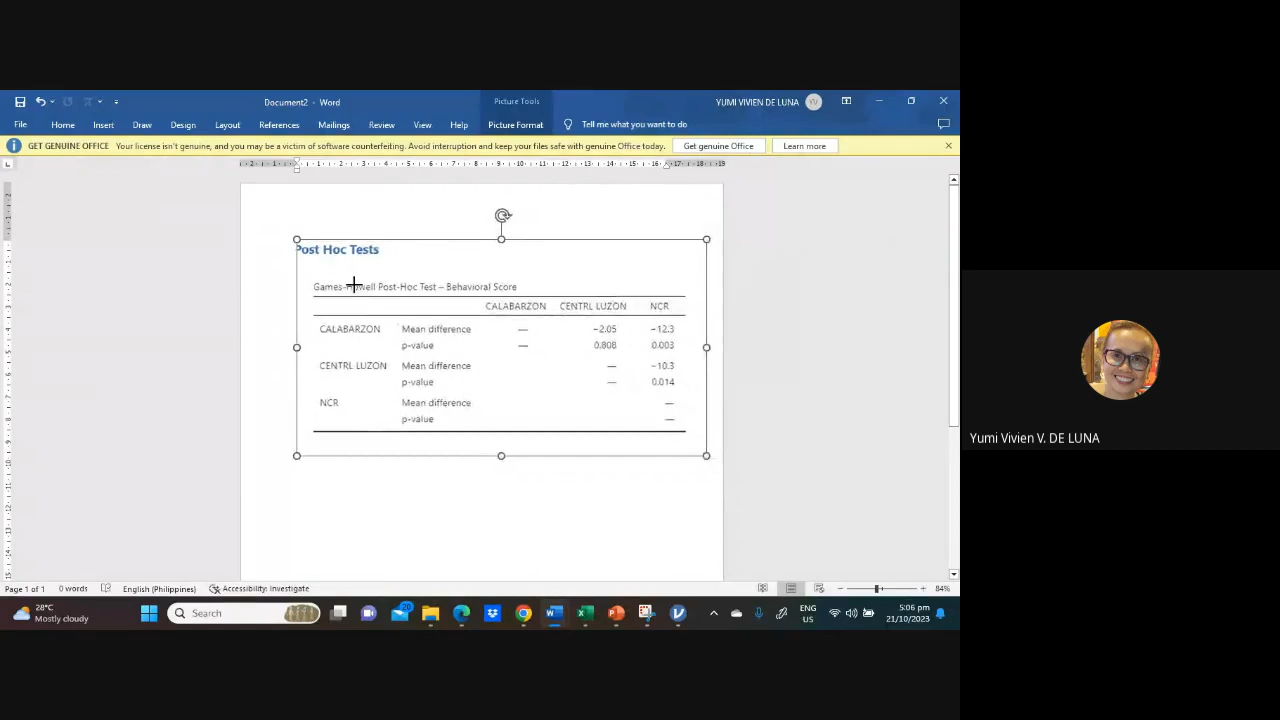 Document2 - Word
Picture Tools
YUMI VIVIEN DE LUNA
YV
File Home Insert Draw Design Layout References Mailings Review View Help Picture Format Tell me what you want to do
GET GENUINE OFFICE Your license isn't genuine, and you may be a victim of software counterfeiting. Avoid interruption and keep your files safe with genuine Office today. Get genuine Office Learn more
Post Hoc Tests
Games-Howell Post-Hoc Test – Behavioral Score
CALABARZON CENTRL LUZON NCR
CALABARZON Mean difference — −2.05 −12.3
p-value — 0.808 0.003
CENTRL LUZON Mean difference — −10.3
p-value — 0.014
NCR Mean difference —
p-value —
Yumi Vivien V. DE LUNA
Page 1 of 1 0 words English (Philippines) Accessibility: Investigate 84%
28°C
Mostly cloudy
Search
20
ENG
US
5:06 pm
21/10/2023